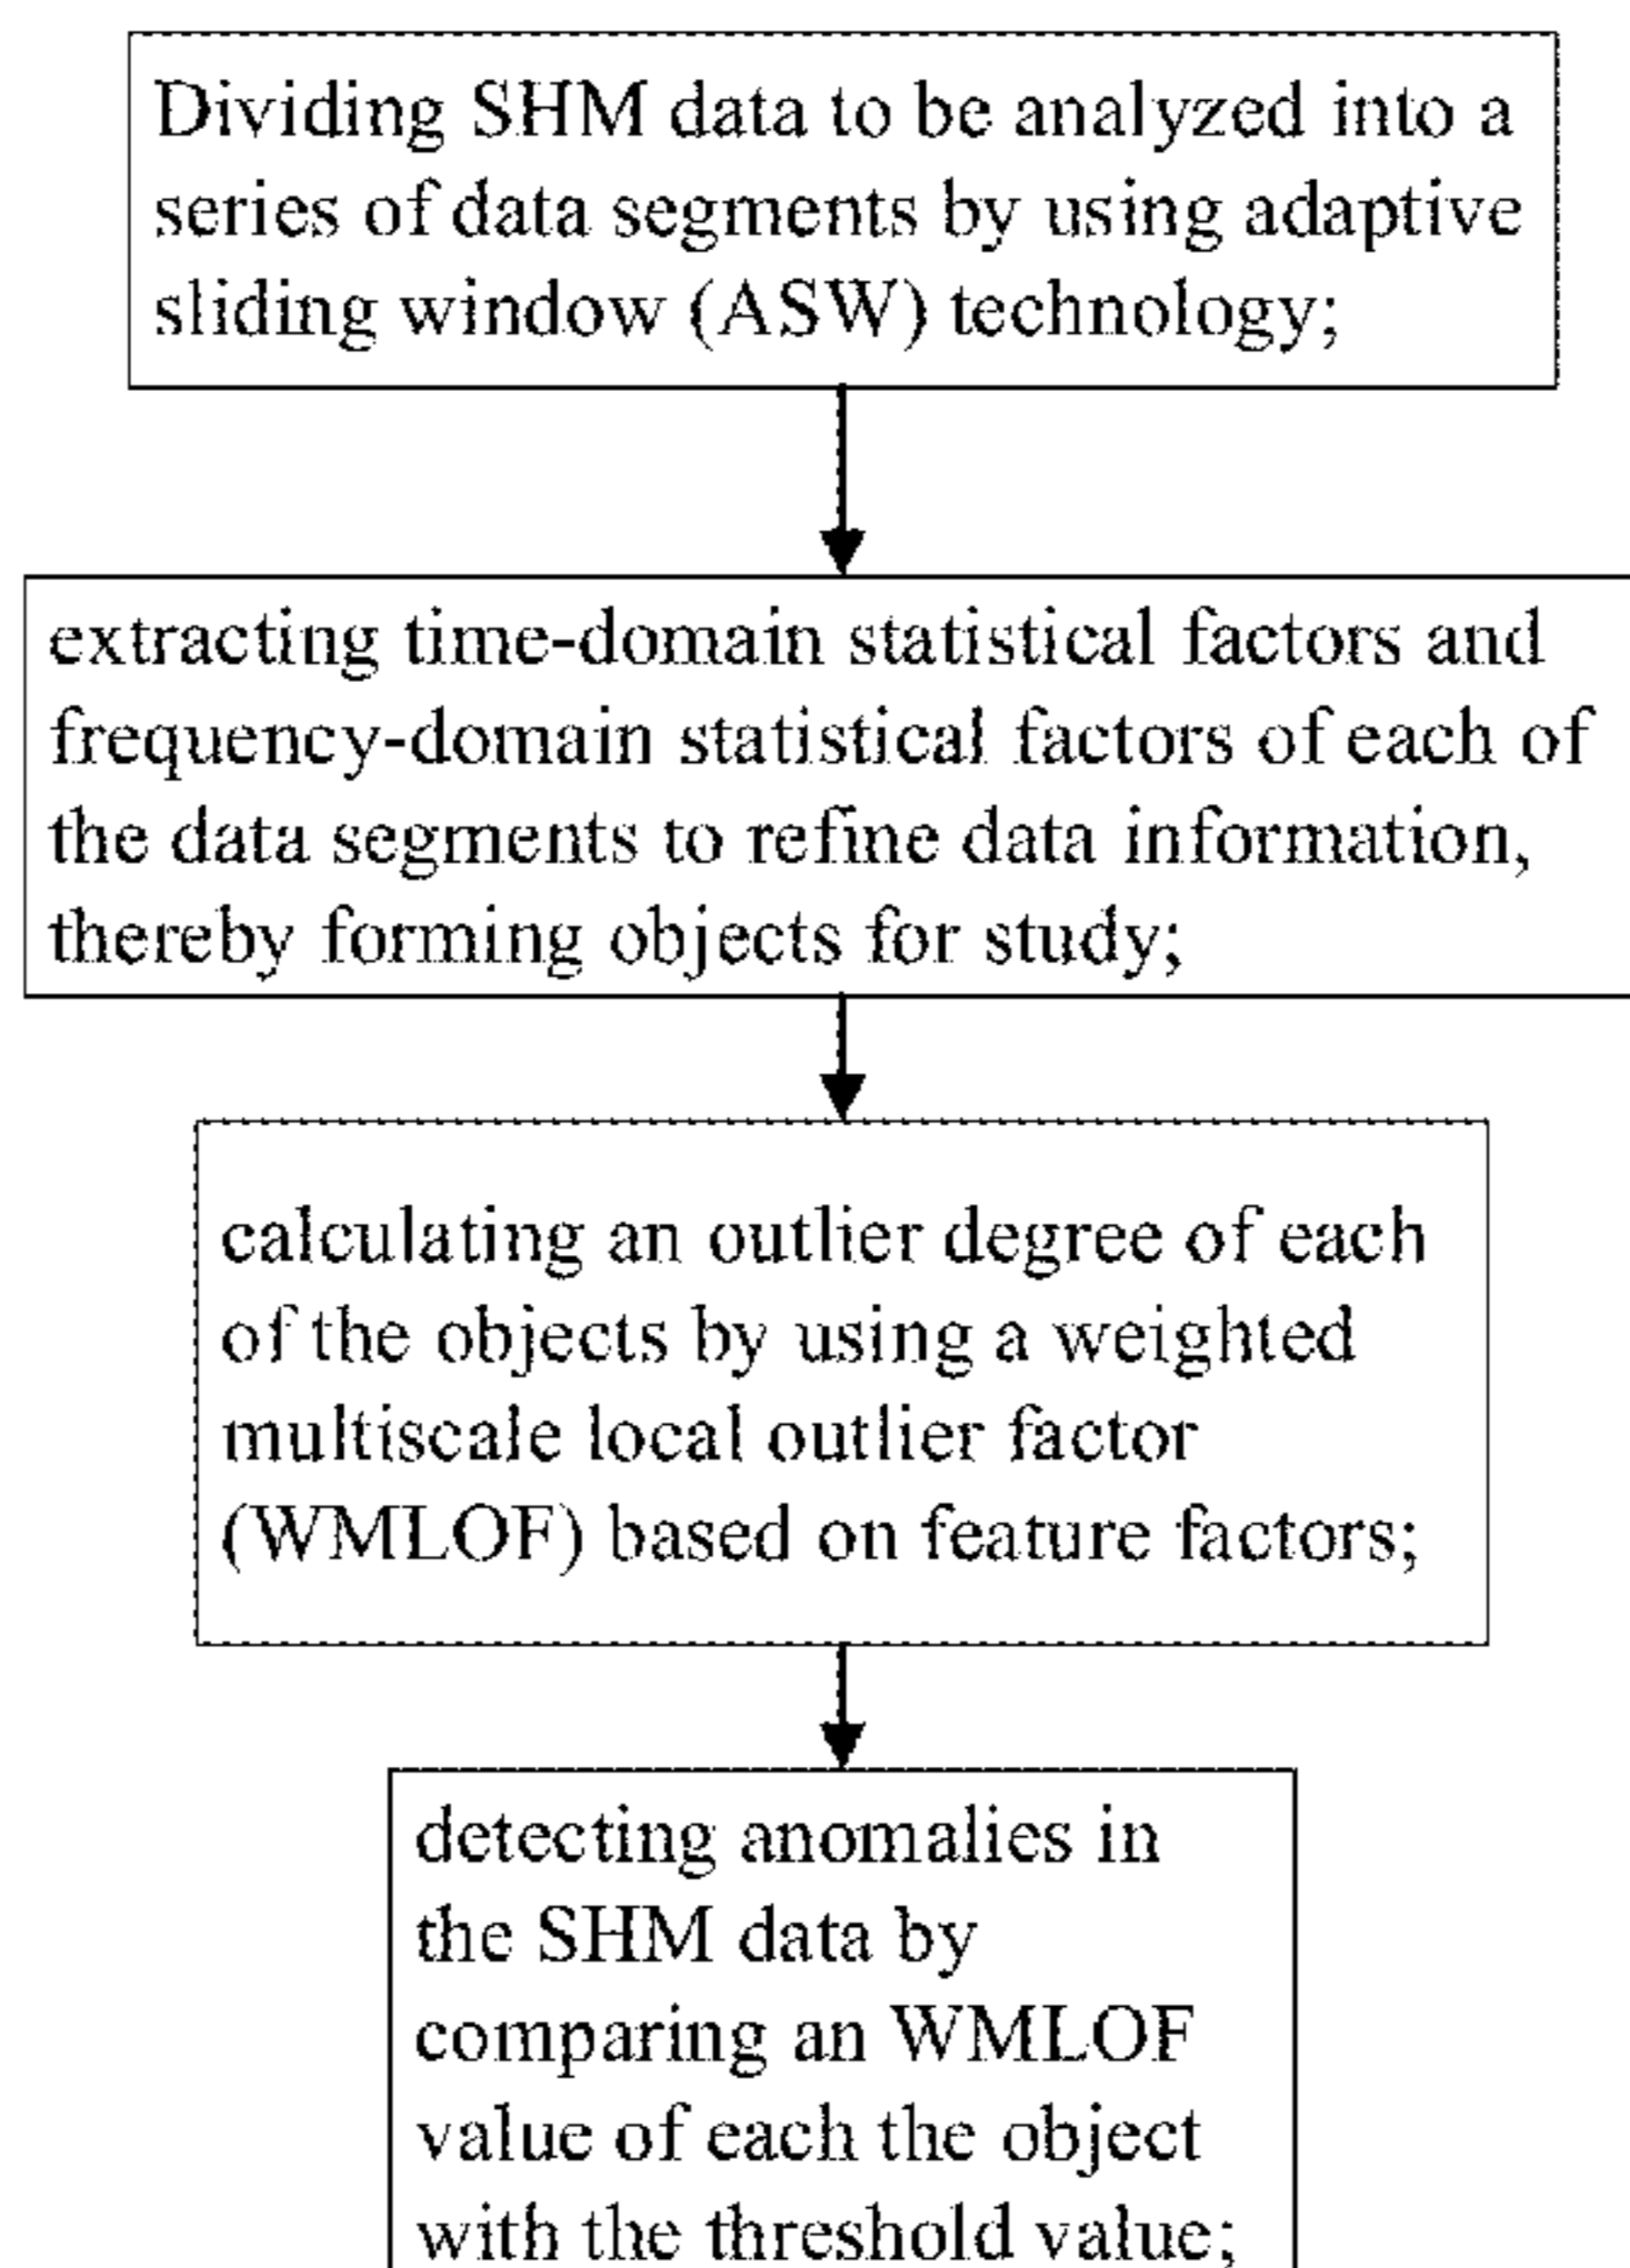 Dividing SHM data to be analyzed into a
series of data segments by using adaptive
sliding window (ASW) technology;
extracting time-domain statistical factors and
frequency-domain statistical factors of each of
the data segments to refine data information,
thereby forming objects for study;
calculating an outlier degree of each
of the objects by using a weighted
multiscale local outlier factor
(WMLOF) based on feature factors;
detecting anomalies in
the SHM data by
comparing an WMLOF
value of each the object
with the threshold value;